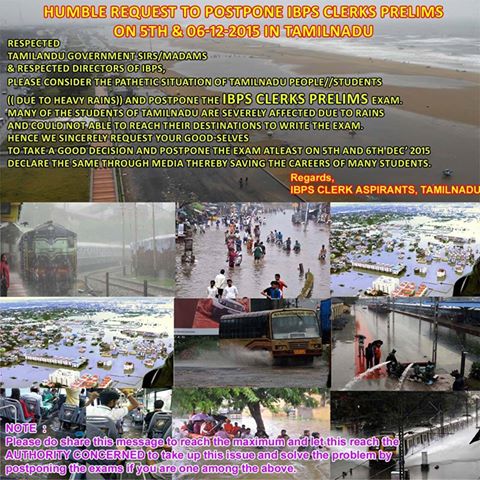 HUMBLE REQUEST TO POSTPONE IBPS CLERKS PRELIMS
ON 5TH & 06-12-2015 IN TAMILNADU
RESPECTED
TAMILANDU GOVERNMENT SIRS/MADAMS
& RESPECTED DIRECTORS OF IBPS,
PLEASE CONSIDER THE PATHETIC SITUATION OF TAMILNADU PEOPLE//STUDENTS
(( DUE TO HEAVY RAINS)) AND POSTPONE THE IBPS CLERKS PRELIMS EXAM.
MANY OF THE STUDENTS OF TAMILNADU ARE SEVERELY AFFECTED DUE TO RAINS
AND COULDNOT ABLE TO REACH THEIR DESTINATIONS TO WRITE THE EXAM.
HENCE WE SINCERELY REQUEST YOUR GOOD-SELVES
TO TAKE A GOOD DECISION AND POSTPONE THE EXAM ATLEAST ON 5TH AND 6TH DEC' 2015
DECLARE THE SAME THROUGH MEDIA THEREBY SAVING THE CAREERS OF MANY STUDENTS.
Regards,
IBPS CLERK ASPIRANTS, TAMILNADU
NOTE :
Please do share this message to reach the maximum and let this reach the
AUTHORITY CONCERNED to take up this issue and solve the problem by
postponing the exams if you are one among the above.